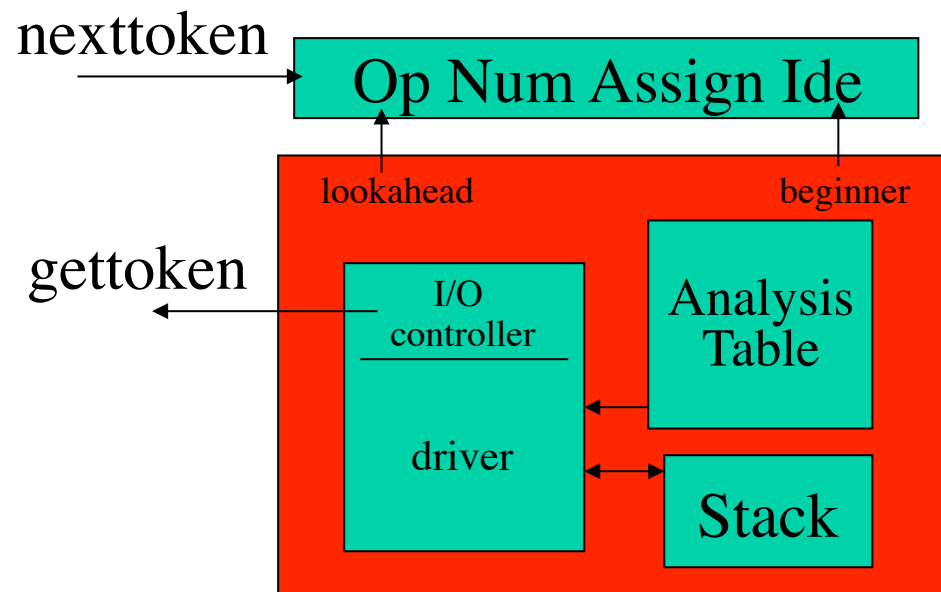 nexttoken
Op Num Assign Ide
lookahead
beginner
gettoken
I/O
controller
Analysis
Table
driver
Stack